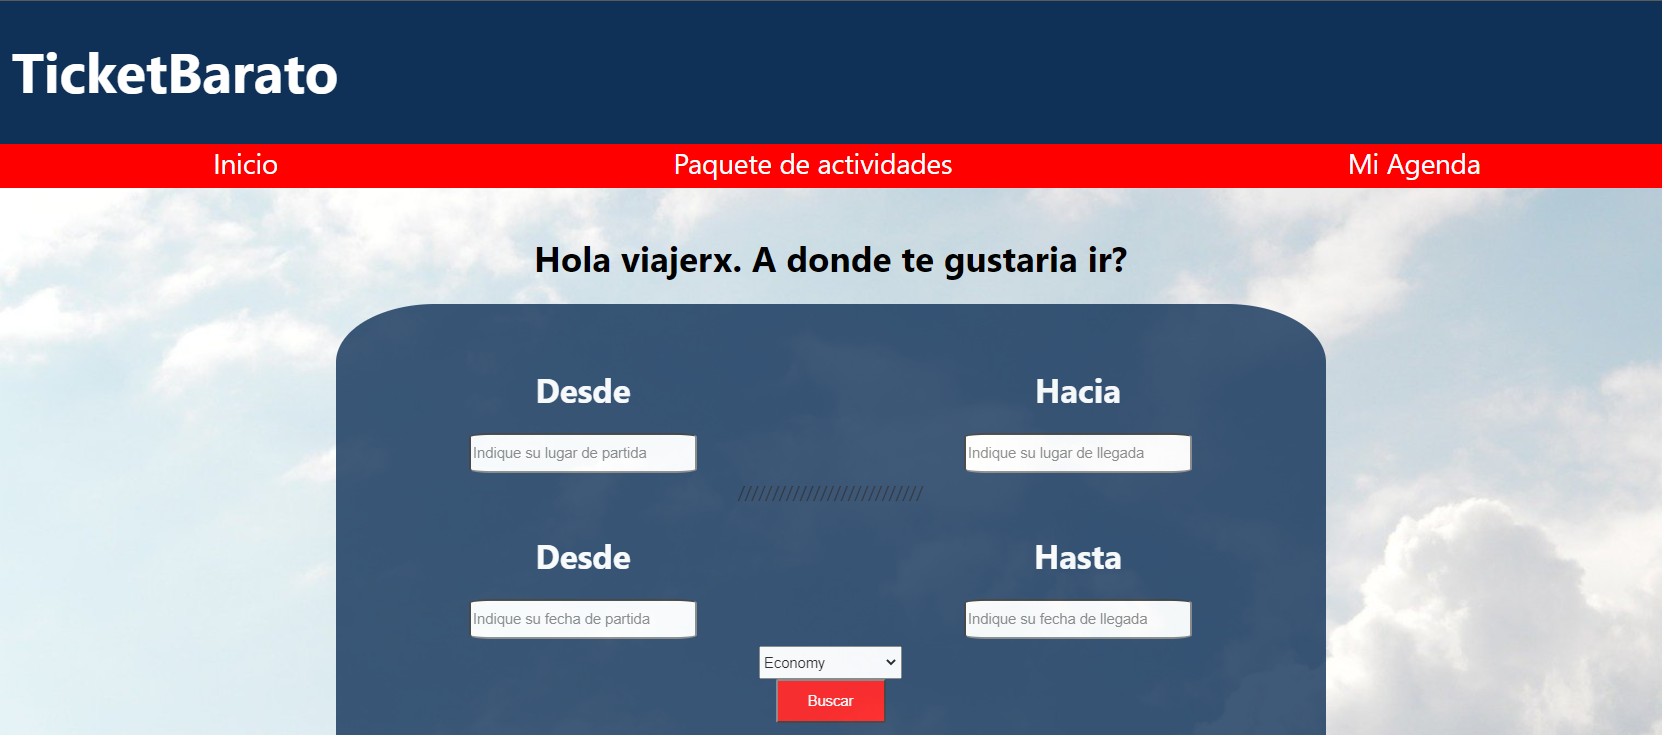 TicketBarato
Inicio Paquete de actividades Mi Agenda
Hola viajerx. A donde te gustaria ir?
Desde Hacia
Indique su lugar de partida Indique su lugar de llegada
///////////////////////////
Desde Hasta
Indique su fecha de partida Indique su fecha de llegada
Economy
Buscar